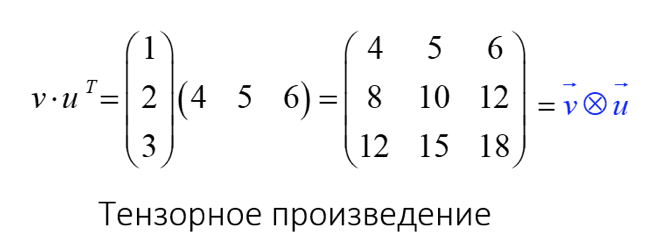 v · u ᵀ = (1 2 3) (4 5 6) = (4 5 6 8 10 12 12 15 18) = v⃗ ⊗ u⃗
Тензорное произведение